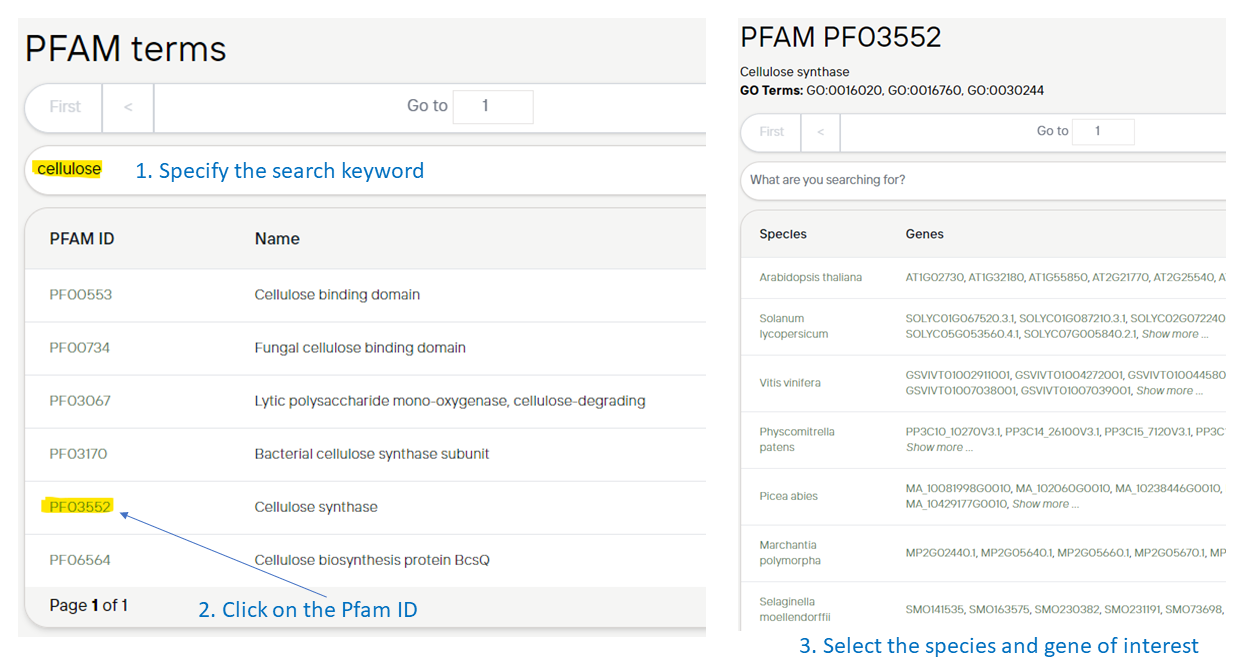 PFAM terms
First
<
Go to
1
cellulose
1. Specify the search keyword
PFAM ID
Name
PF00553
Cellulose binding domain
PF00734
Fungal cellulose binding domain
PF03067
Lytic polysaccharide mono-oxygenase, cellulose-degrading
PF03170
Bacterial cellulose synthase subunit
PF03552
Cellulose synthase
PF06564
Cellulose biosynthesis protein BcsQ
Page 1 of 1
2. Click on the Pfam ID
PFAM PF03552
Cellulose synthase
GO Terms: GO:0016020, GO:0016760, GO:0030244
First
<
Go to
1
What are you searching for?
Species
Genes
Arabidopsis thaliana
AT1G02730, AT1G32180, AT1G55850, AT2G21770, AT2G25540, A
Solanum
lycopersicum
SOLYC01G067520.3.1, SOLYC01G087210.3.1, SOLYC02G072240
SOLYC05G053560.4.1, SOLYC07G005840.2.1, Show more ...
Vitis vinifera
GSVIVT01002911001, GSVIVT01004272001, GSVIVT010044580
GSVIVT01007038001, GSVIVT01007039001, Show more ...
Physcomitrella
patens
PP3C10_10270V3.1, PP3C14_26100V3.1, PP3C15_7120V3.1, PP3C
Show more ...
Picea abies
MA_10081998G0010, MA_102060G0010, MA_10238446G0010,
MA_10429177G0010, Show more ...
Marchantia
polymorpha
MP2G02440.1, MP2G05640.1, MP2G05660.1, MP2G05670.1, MP
Selaginella
moellendorffii
SMO141535, SMO163575, SMO230382, SMO231191, SMO73698,
3. Select the species and gene of interest